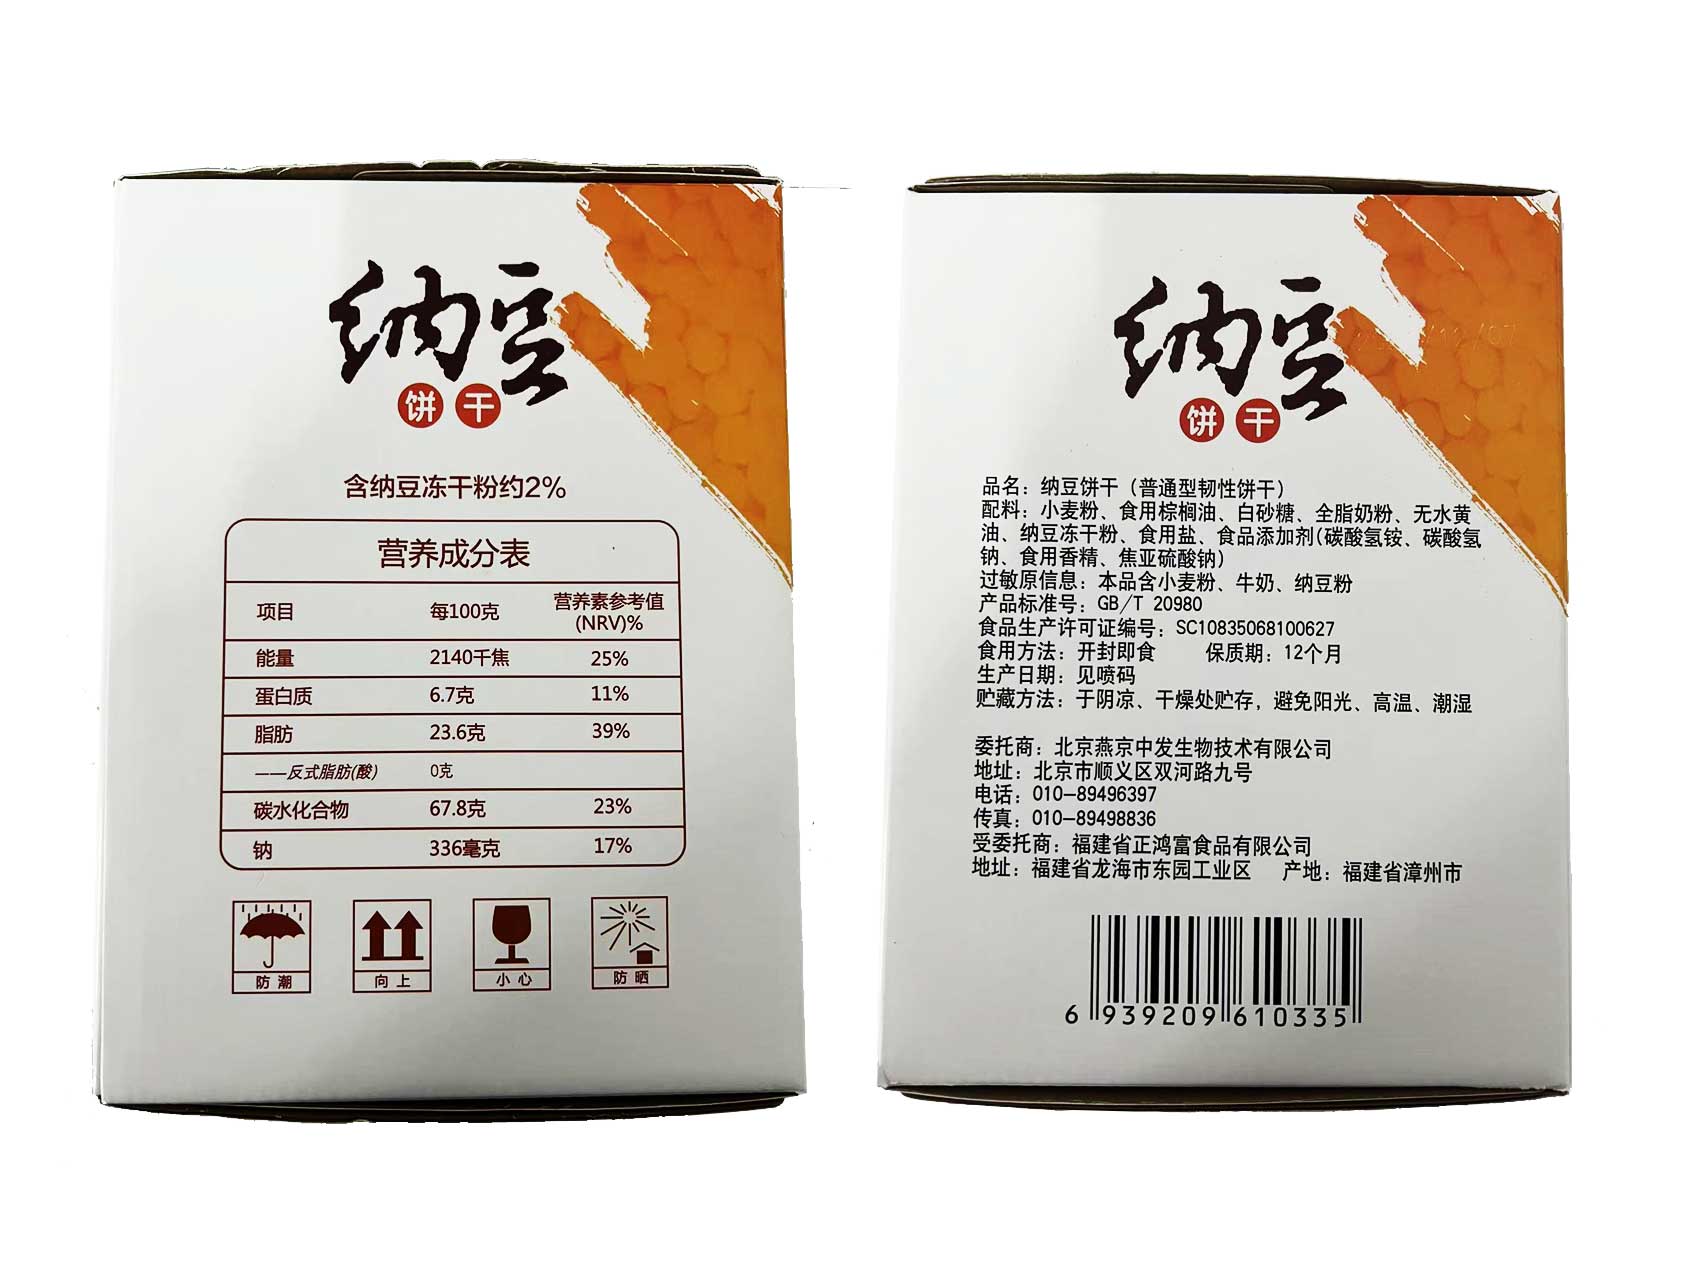 纳豆
饼干
含纳豆冻干粉约2%
营养成分表
项目 每100克 营养素参考值(NRV)%
能量 2140千焦 25%
蛋白质 6.7克 11%
脂肪 23.6克 39%
——反式脂肪(酸) 0克
碳水化合物 67.8克 23%
钠 336毫克 17%
防潮 向上 小心 防晒
纳豆
饼干
品名：纳豆饼干（普通型韧性饼干）
配料：小麦粉、食用棕榈油、白砂糖、全脂奶粉、无水黄
油、纳豆冻干粉、食用盐、食品添加剂(碳酸氢铵、碳酸氢
钠、食用香精、焦亚硫酸钠)
过敏原信息：本品含小麦粉、牛奶、纳豆粉
产品标准号：GB/T 20980
食品生产许可证编号：SC10835068100627
食用方法：开封即食 保质期：12个月
生产日期：见喷码
贮藏方法：于阴凉、干燥处贮存，避免阳光、高温、潮湿
委托商：北京燕京中发生物技术有限公司
地址：北京市顺义区双河路九号
电话：010-89496397
传真：010-89498836
受委托商：福建省正鸿富食品有限公司
地址：福建省龙海市东园工业区 产地：福建省漳州市
6 939209 610335